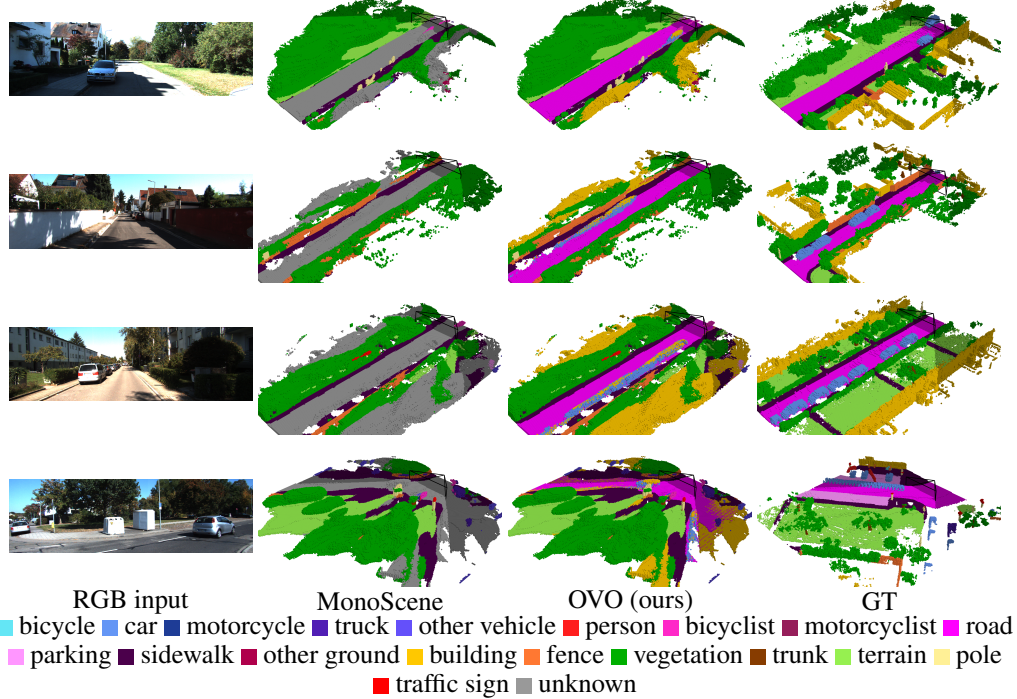 RGB input MonoScene OVO (ours) GT
bicycle car motorcycle truck other vehicle person bicyclist motorcyclist road
parking sidewalk other ground building fence vegetation trunk terrain pole
traffic sign unknown